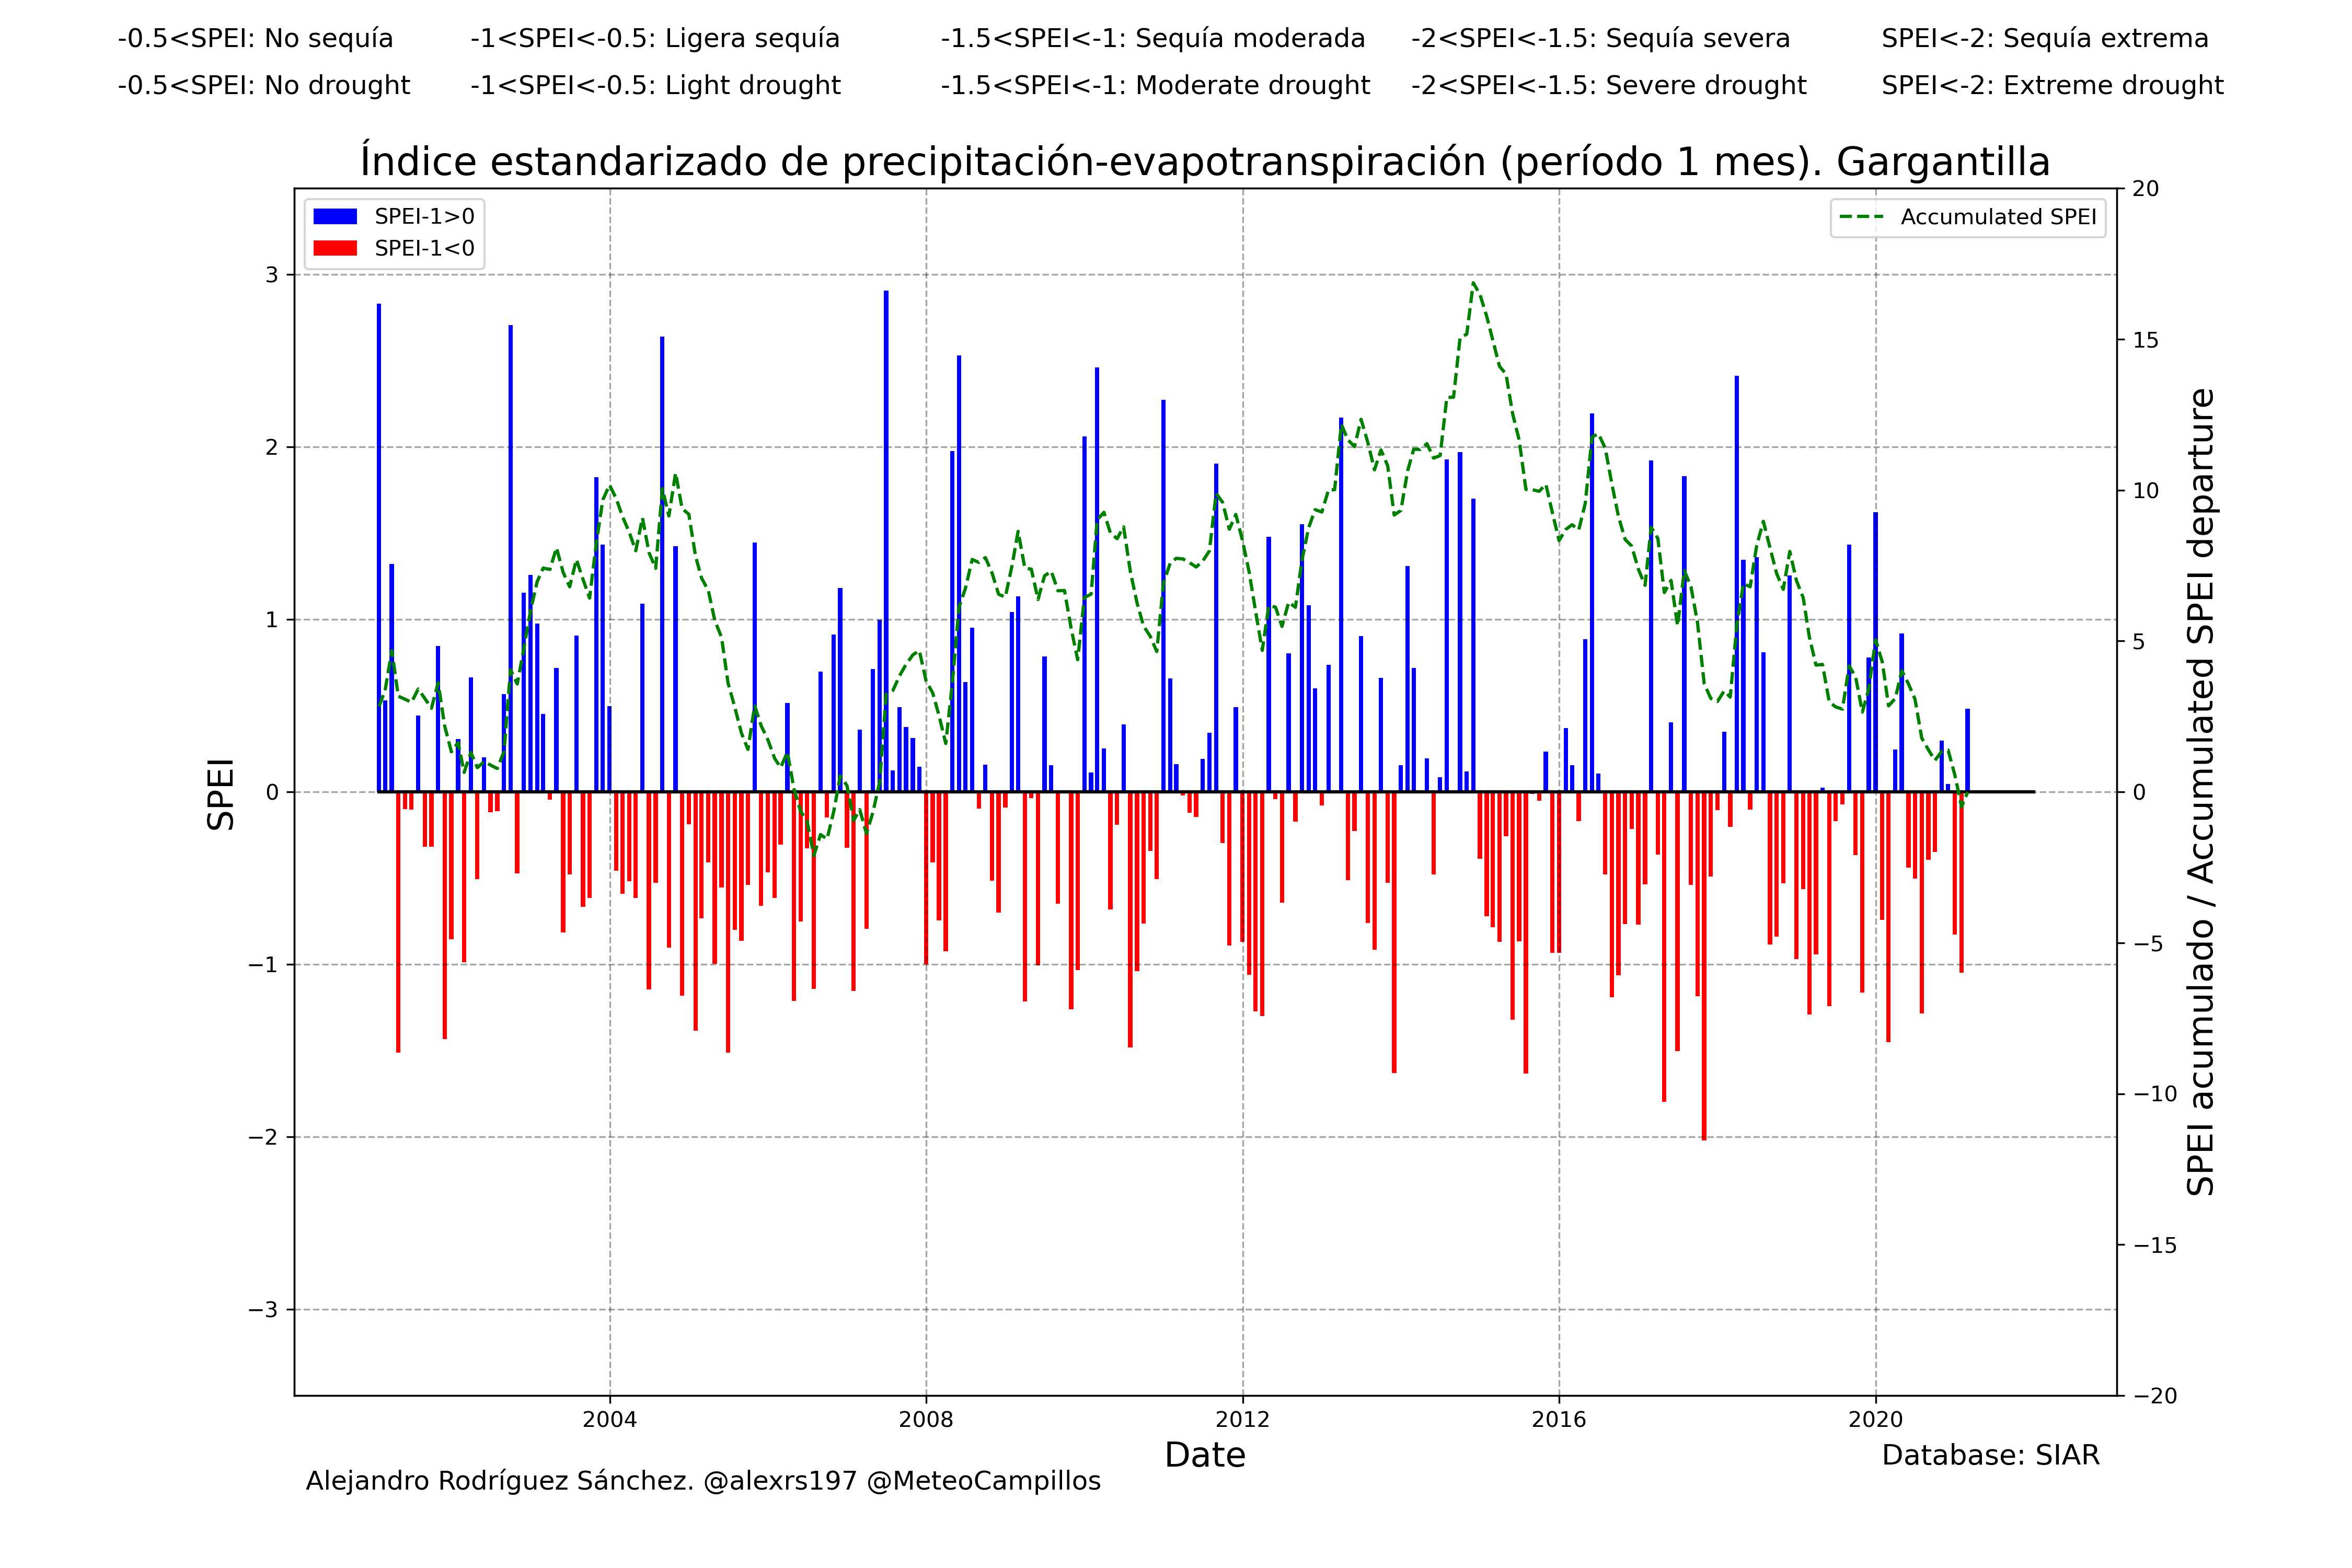 -0.5<SPEI: No sequía -1<SPEI<-0.5: Ligera sequía -1.5<SPEI<-1: Sequía moderada -2<SPEI<-1.5: Sequía severa SPEI<-2: Sequía extrema
-0.5<SPEI: No drought -1<SPEI<-0.5: Light drought -1.5<SPEI<-1: Moderate drought -2<SPEI<-1.5: Severe drought SPEI<-2: Extreme drought
Índice estandarizado de precipitación-evapotranspiración (período 1 mes). Gargantilla
SPEI-1>0
SPEI-1<0
Accumulated SPEI
SPEI
3
2
1
0
−1
−2
−3
20
15
10
5
0
−5
−10
−15
−20
SPEI acumulado / Accumulated SPEI departure
2004 2008 2012 2016 2020
Date
Database: SIAR
Alejandro Rodríguez Sánchez. @alexrs197 @MeteoCampillos